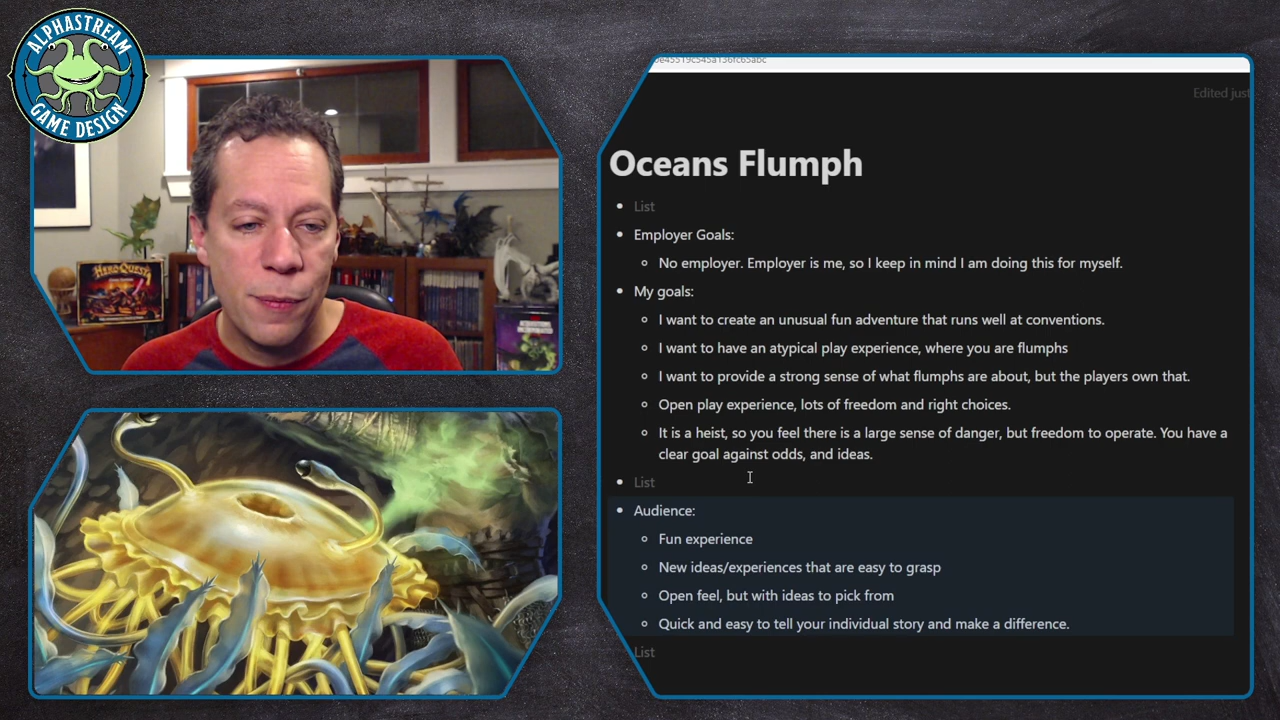 ALPHASTREAM
GAME DESIGN
HEROQUEST
Edited just
Oceans Flumph
List
Employer Goals:
No employer. Employer is me, so I keep in mind I am doing this for myself.
My goals:
I want to create an unusual fun adventure that runs well at conventions.
I want to have an atypical play experience, where you are flumphs
I want to provide a strong sense of what flumphs are about, but the players own that.
Open play experience, lots of freedom and right choices.
It is a heist, so you feel there is a large sense of danger, but freedom to operate. You have a
clear goal against odds, and ideas.
List
Audience:
Fun experience
New ideas/experiences that are easy to grasp
Open feel, but with ideas to pick from
Quick and easy to tell your individual story and make a difference.
List